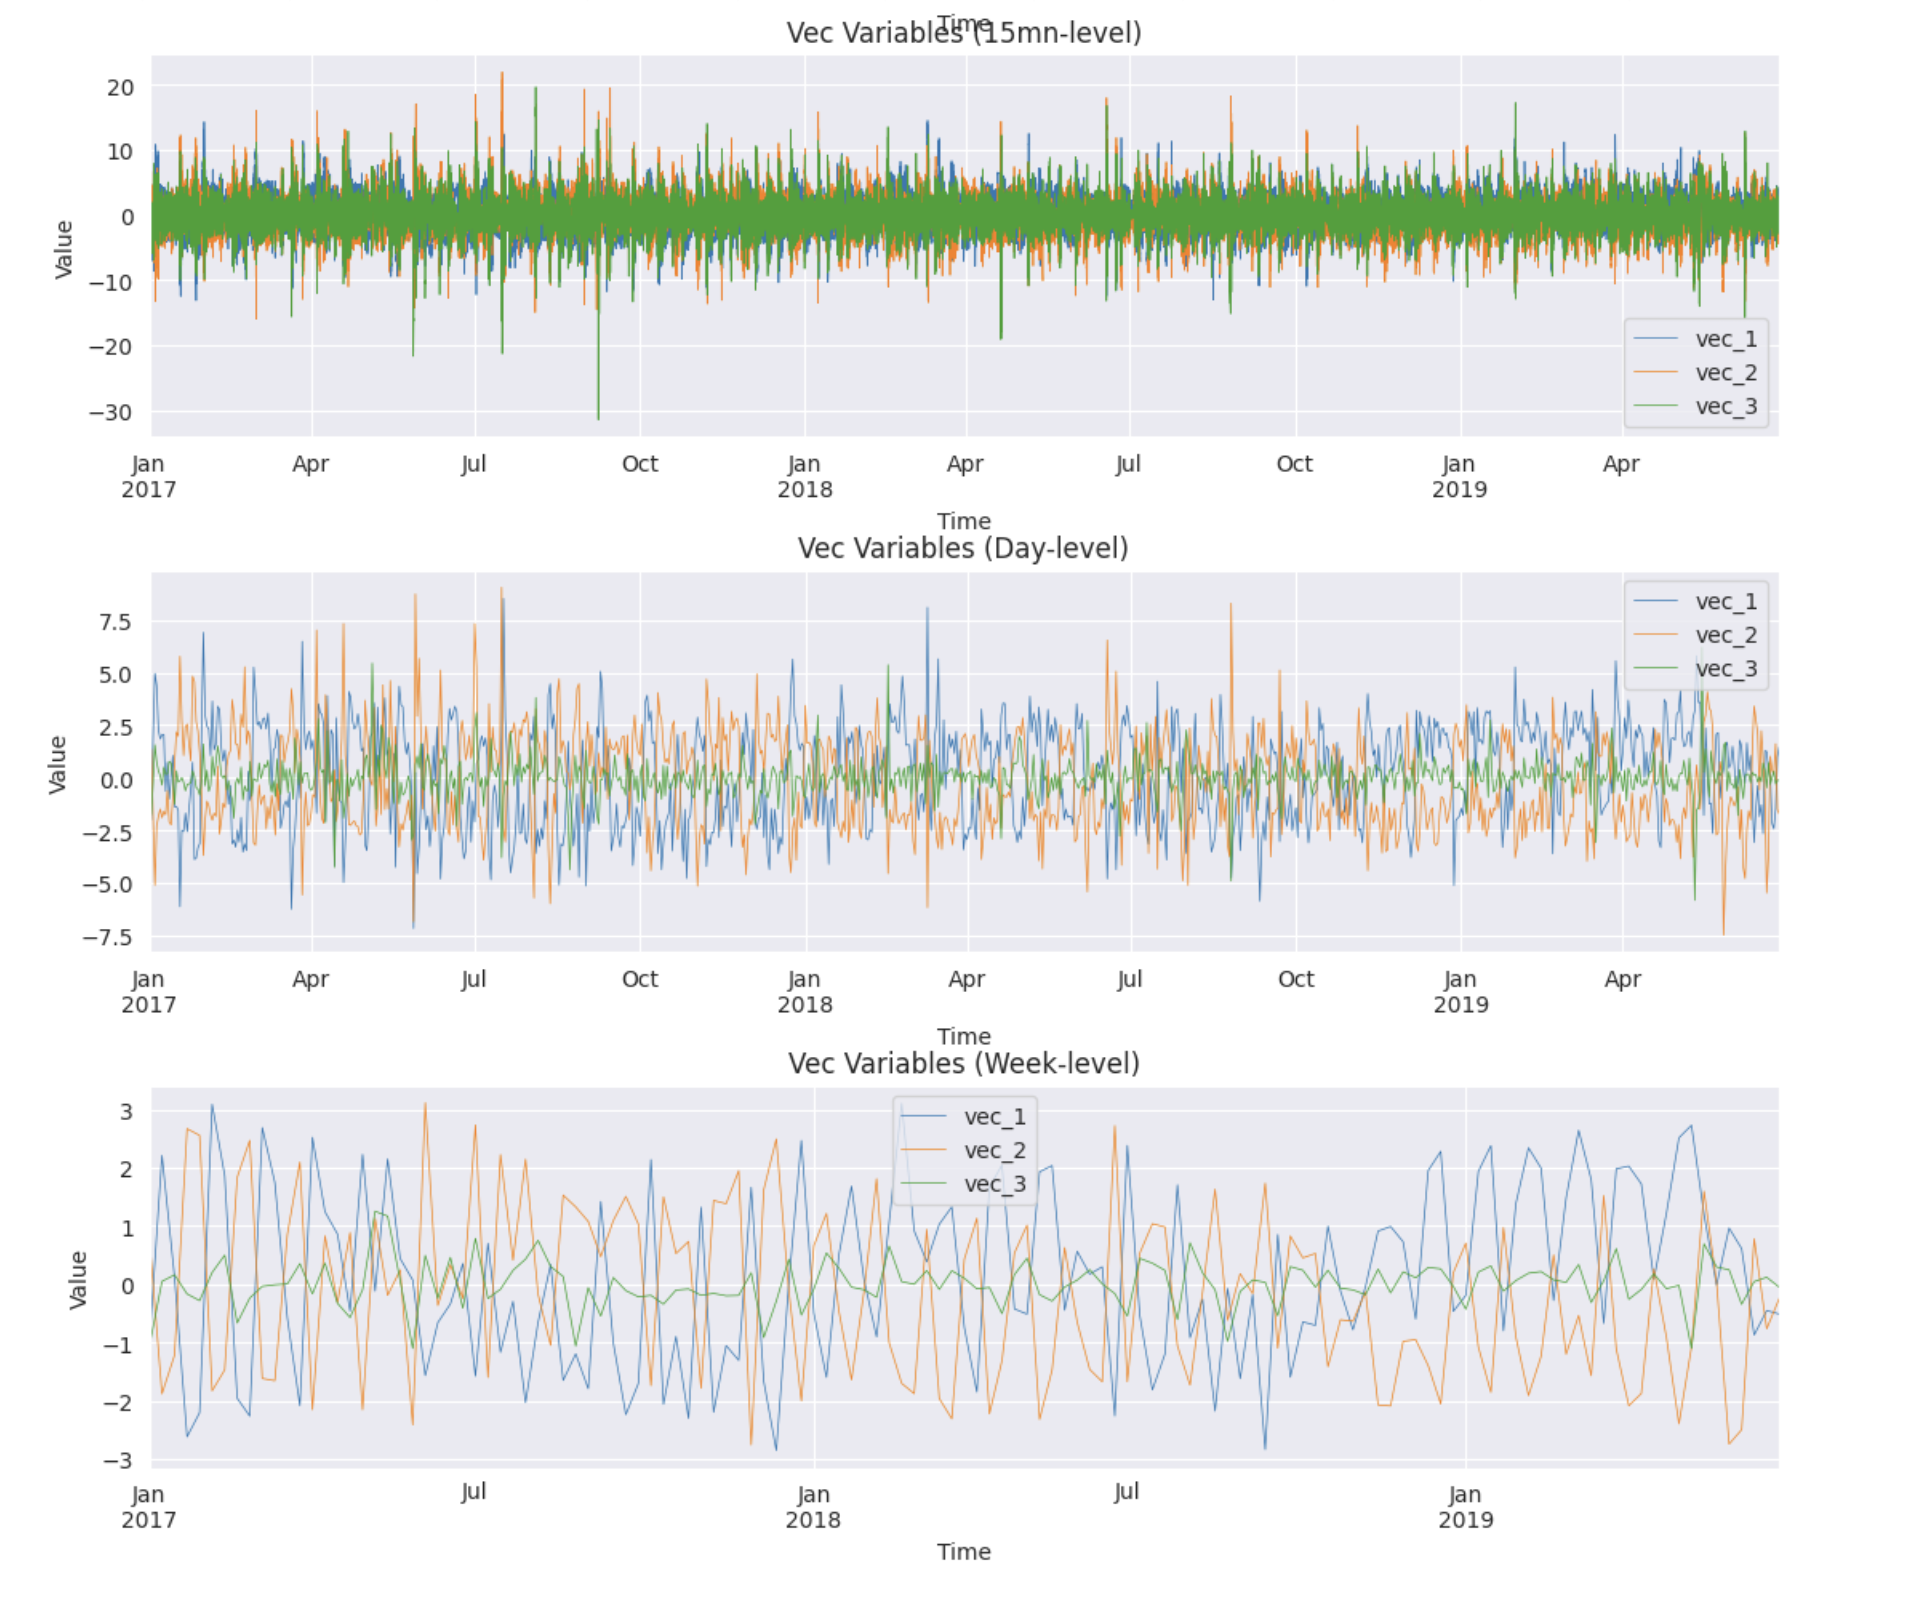 Time
Vec Variables (15mn-level)
20
10
0
−10
−20
−30
Value
vec_1
vec_2
vec_3
Jan Apr Jul Oct Jan Apr Jul Oct Jan Apr
2017 2018 2019
Time
Vec Variables (Day-level)
7.5
5.0
2.5
0.0
−2.5
−5.0
−7.5
Value
vec_1
vec_2
vec_3
Jan Apr Jul Oct Jan Apr Jul Oct Jan Apr
2017 2018 2019
Time
Vec Variables (Week-level)
3
2
1
0
−1
−2
−3
Value
vec_1
vec_2
vec_3
Jan Jul Jan Jul Jan
2017 2018 2019
Time